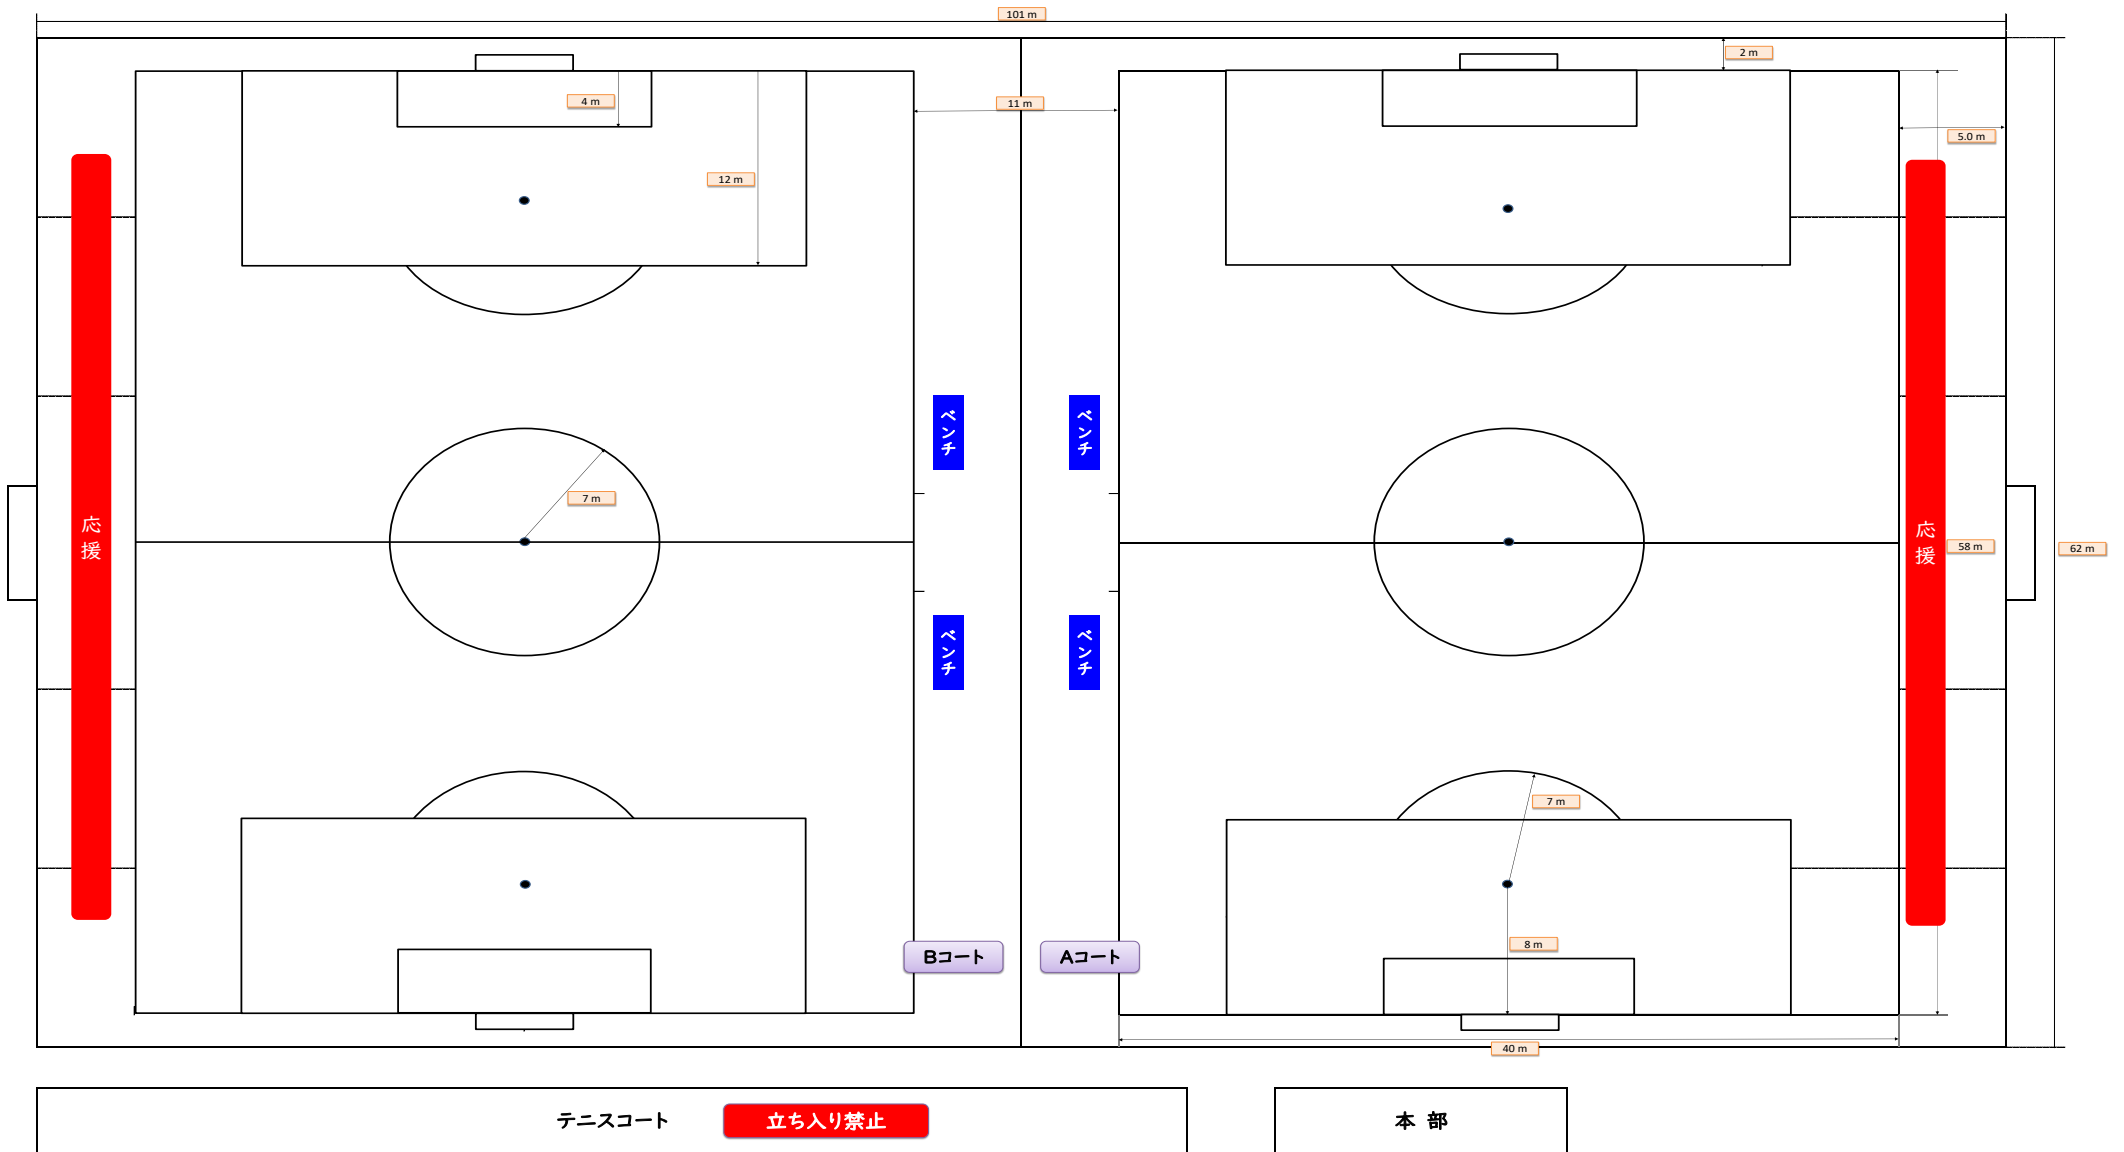 101 m
2 m
4 m
11 m
5.0 m
12 m
ベンチ
ベンチ
7 m
応援
応援
58 m
62 m
ベンチ
ベンチ
7 m
8 m
Bコート
Aコート
40 m
テニスコート
立ち入り禁止
本 部